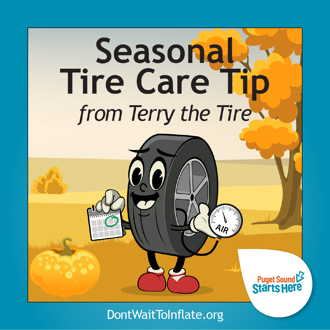 Seasonal
Tire Care Tip
from Terry the Tire
AIR
Puget Sound
Starts Here
DontWaitToInflate.org